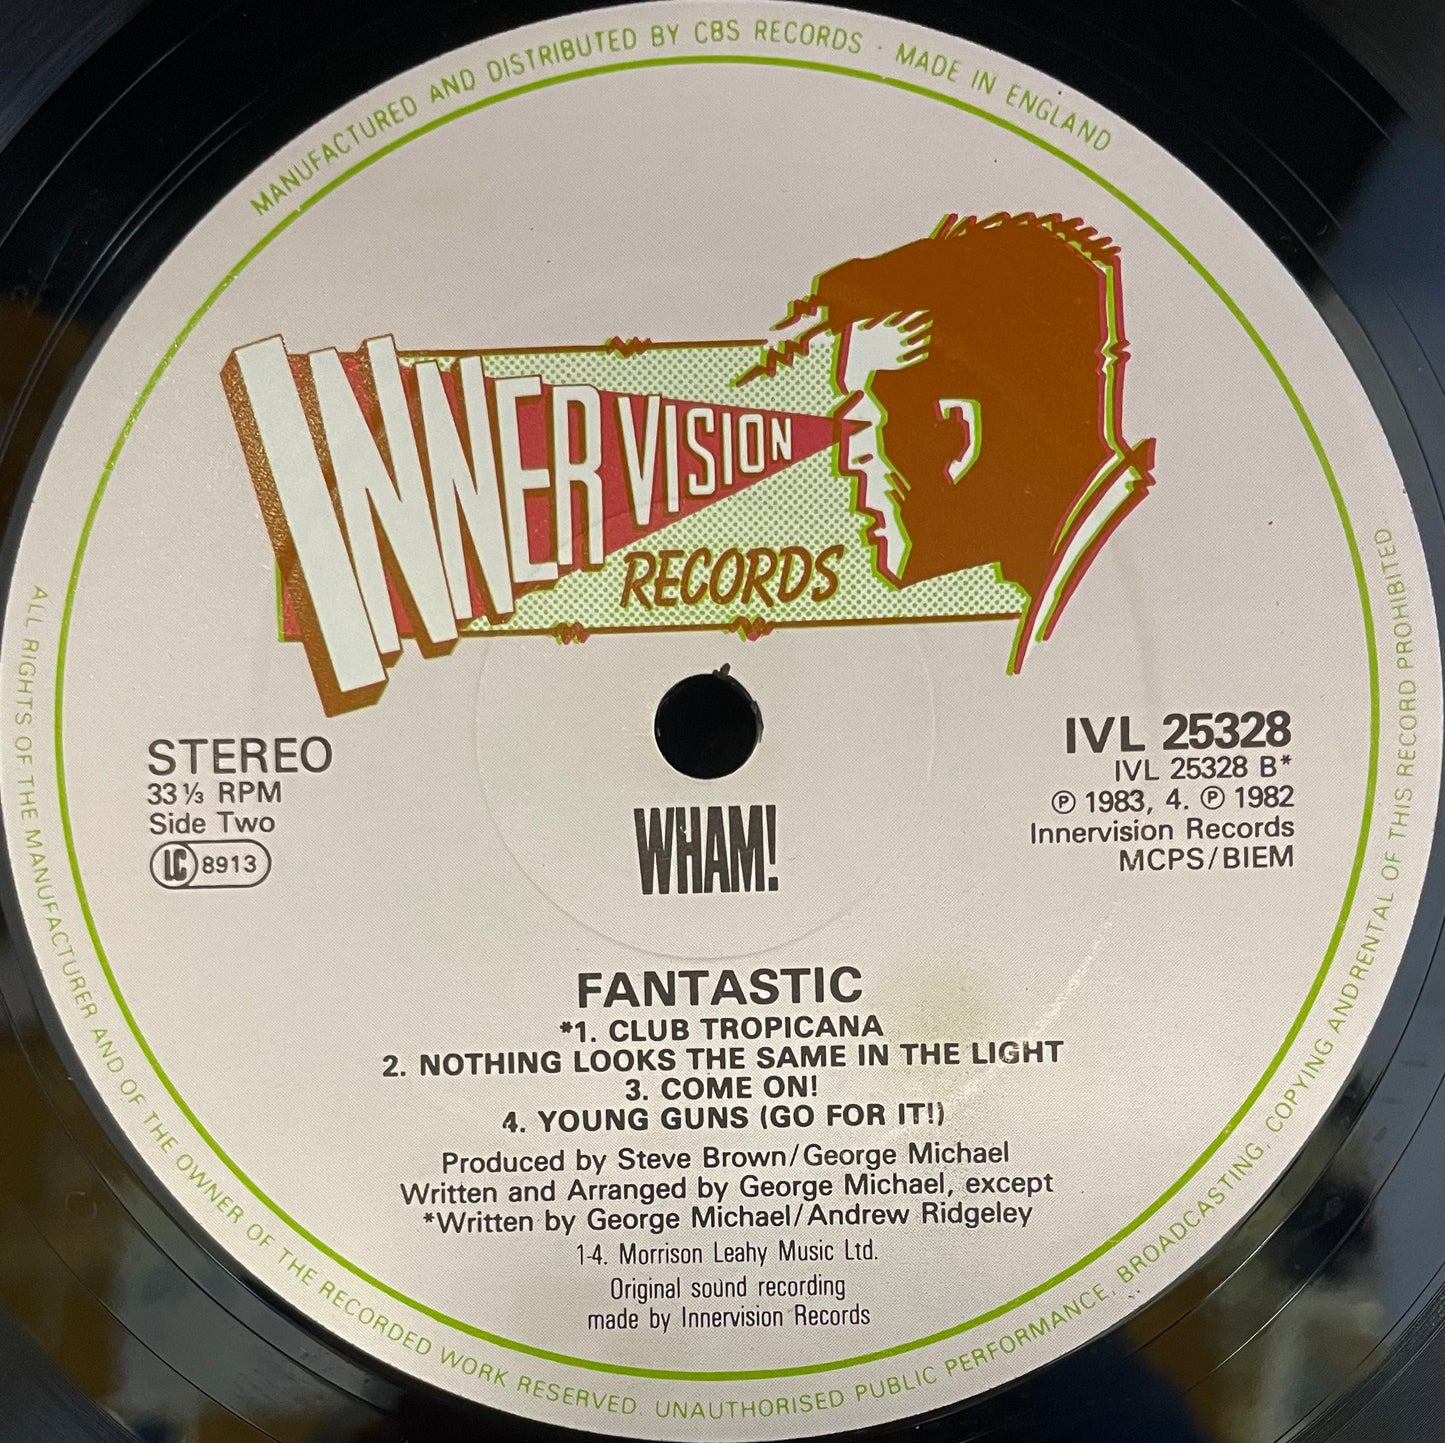 MANUFACTURED AND DISTRIBUTED BY CBS RECORDS · MADE IN ENGLAND
INNERVISION
RECORDS
STEREO
33⅓ RPM
Side Two
LC 8913
IVL 25328
IVL 25328 B*
℗ 1983, 4. ℗ 1982
Innervision Records
MCPS/BIEM
WHAM!
FANTASTIC
*1. CLUB TROPICANA
2. NOTHING LOOKS THE SAME IN THE LIGHT
3. COME ON!
4. YOUNG GUNS (GO FOR IT!)
Produced by Steve Brown/George Michael
Written and Arranged by George Michael, except
*Written by George Michael/Andrew Ridgeley
1-4. Morrison Leahy Music Ltd.
Original sound recording
made by Innervision Records
ALL RIGHTS OF THE MANUFACTURER AND OF THE OWNER OF THE RECORDED WORK RESERVED. UNAUTHORISED PUBLIC PERFORMANCE, BROADCASTING, COPYING AND RENTAL OF THIS RECORD PROHIBITED